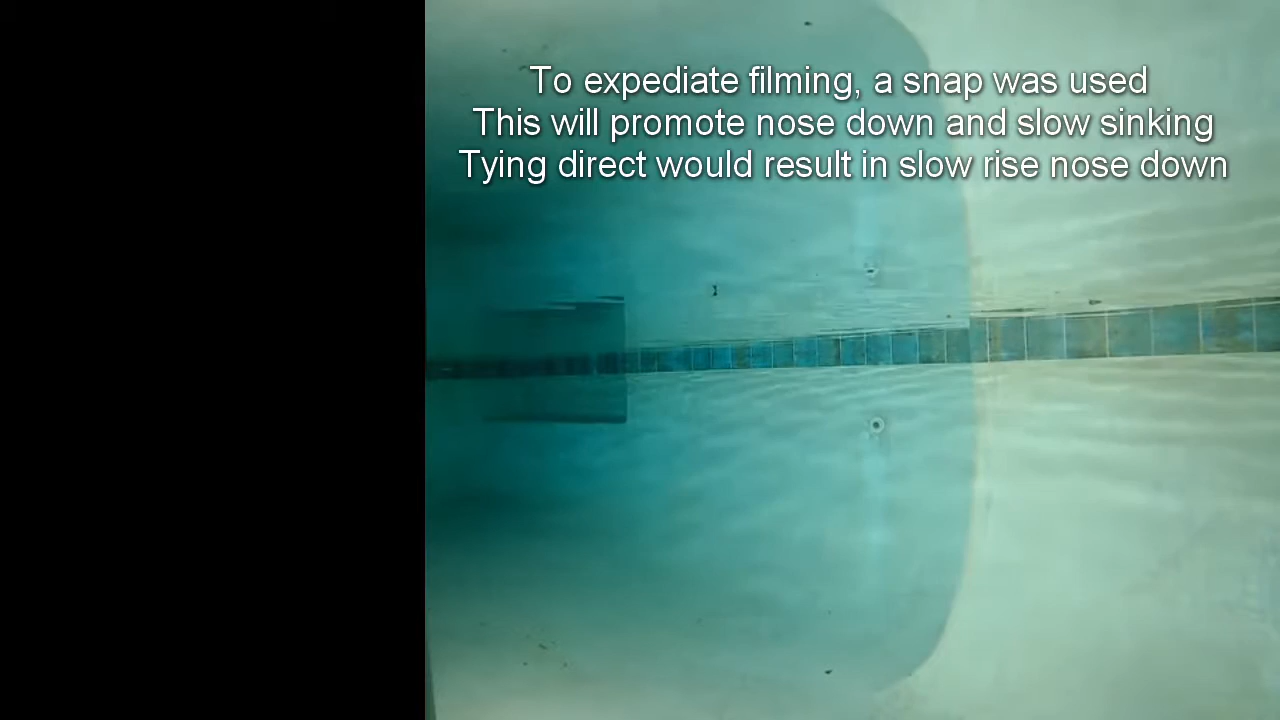 To expediate filming, a snap was used
This will promote nose down and slow sinking
Tying direct would result in slow rise nose down